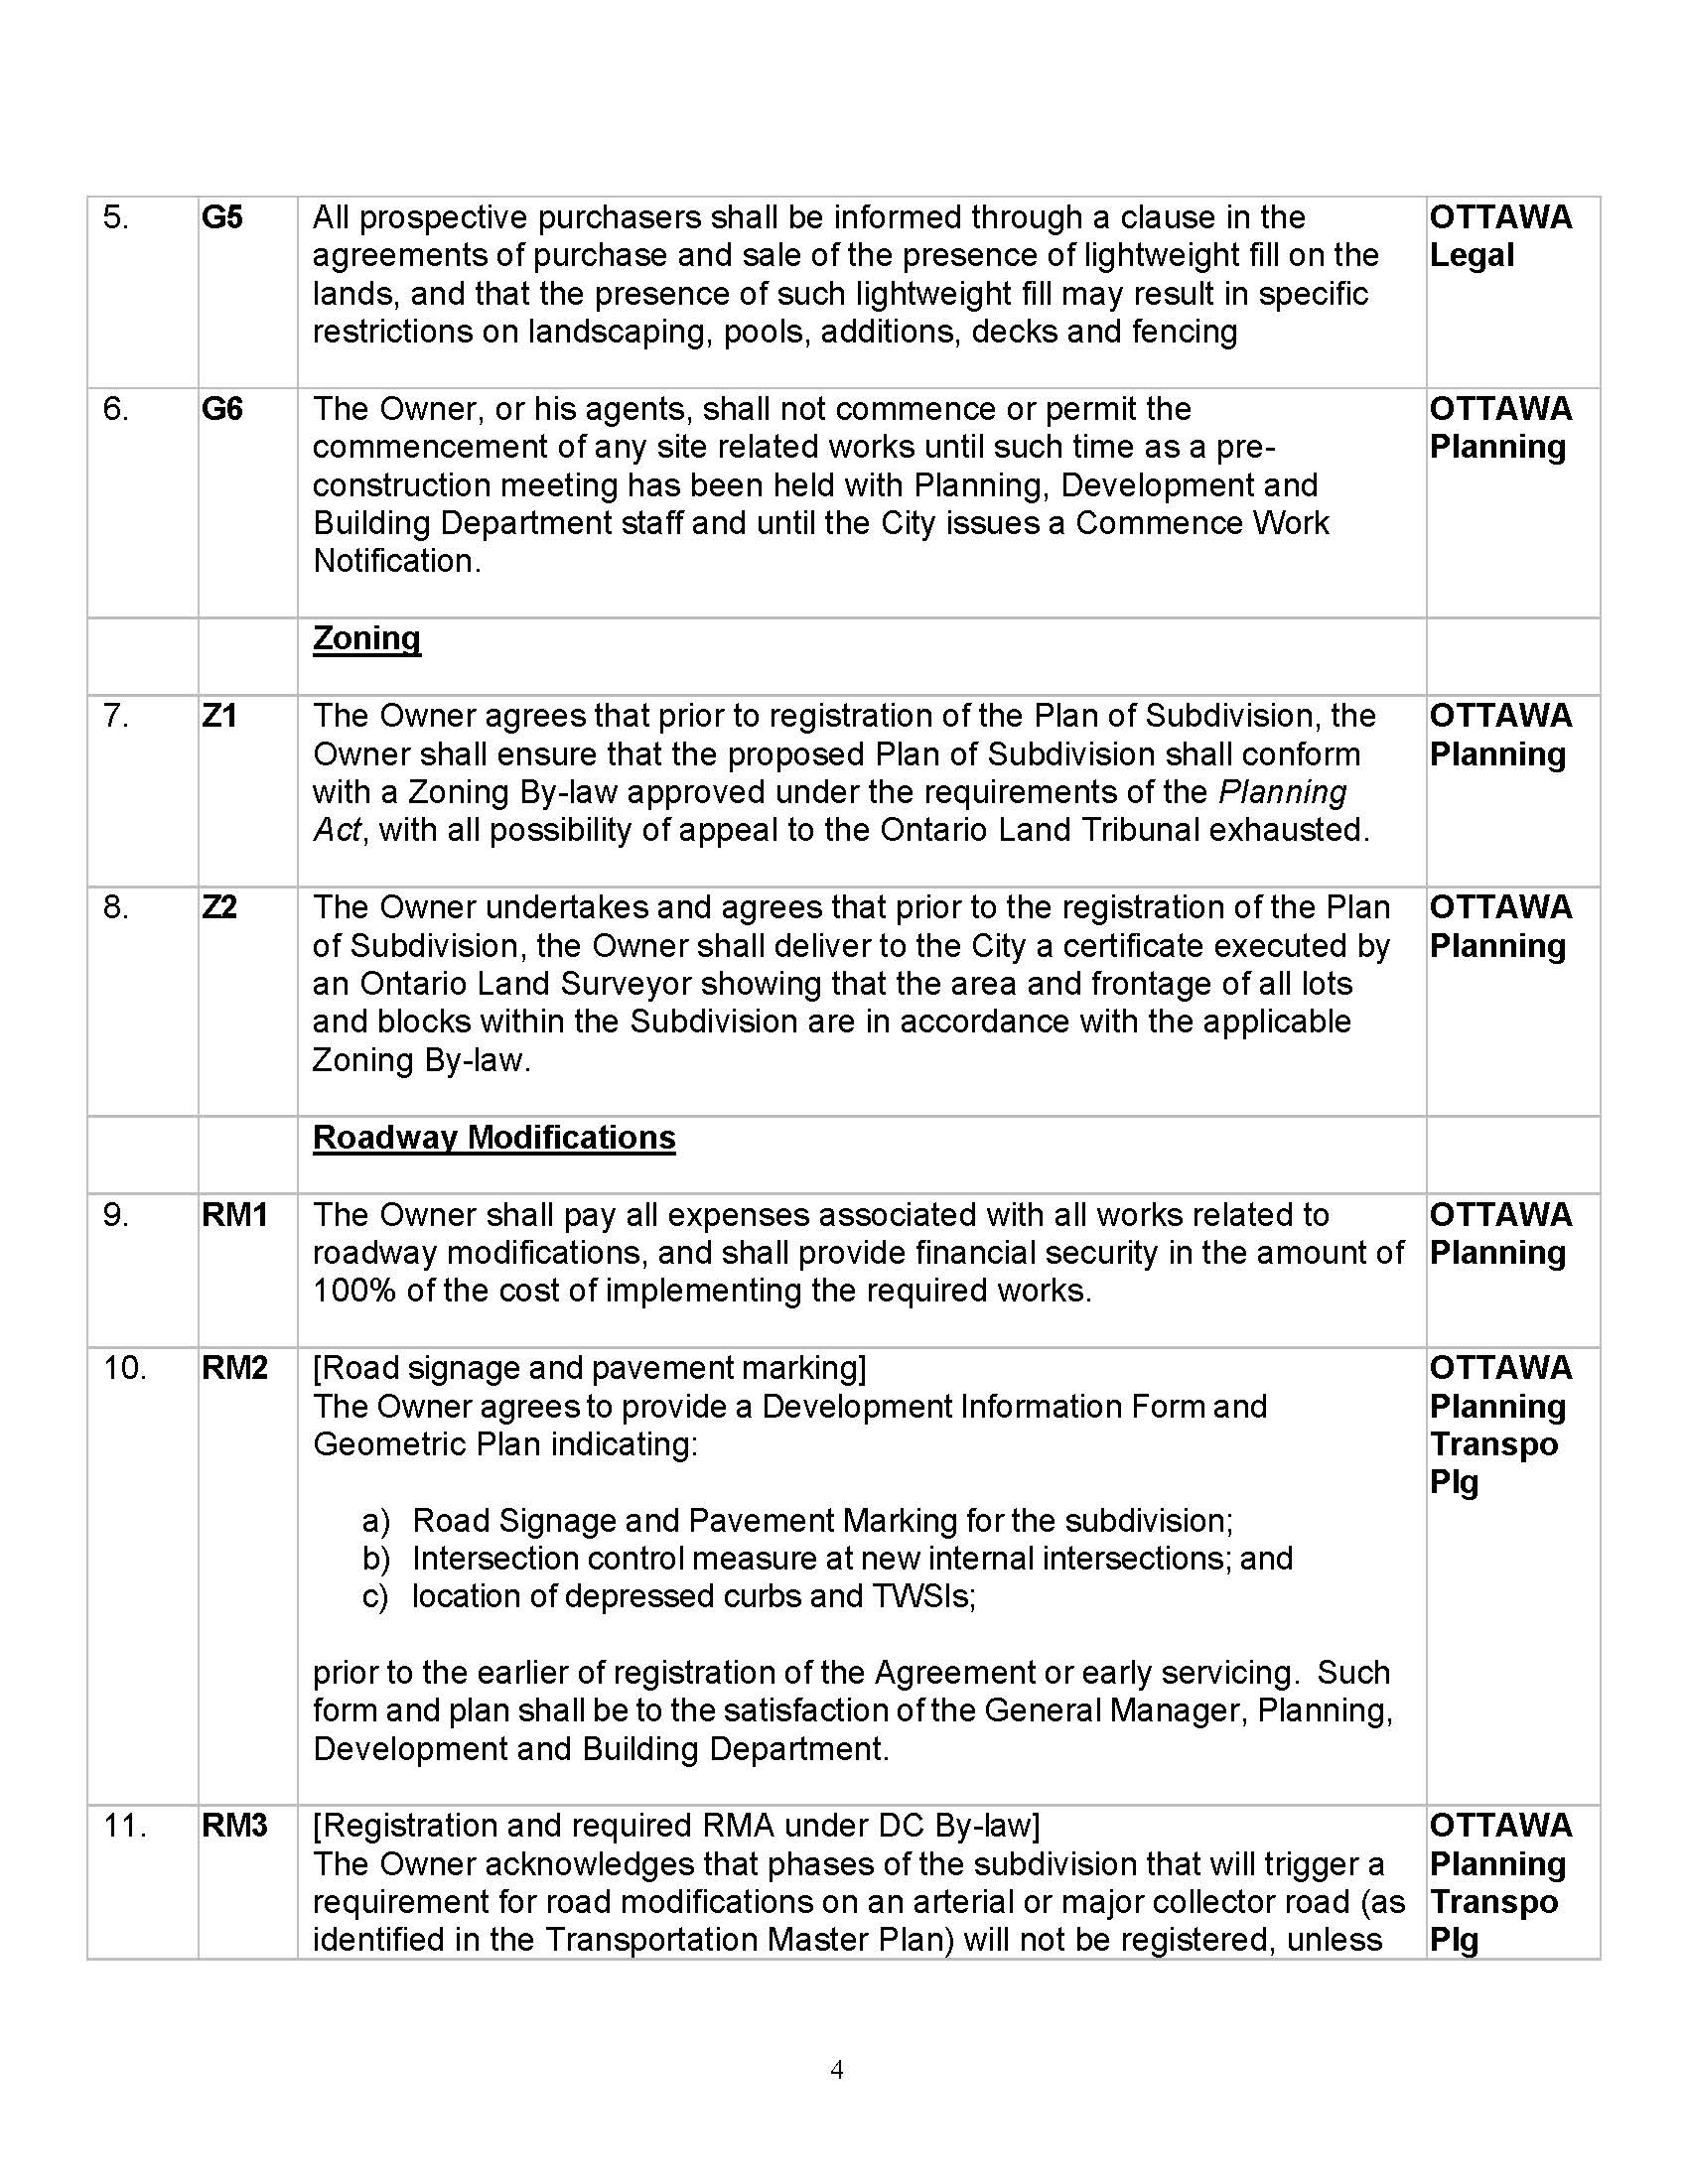 5. G5 All prospective purchasers shall be informed through a clause in the OTTAWA
agreements of purchase and sale of the presence of lightweight fill on the Legal
lands, and that the presence of such lightweight fill may result in specific
restrictions on landscaping, pools, additions, decks and fencing
6. G6 The Owner, or his agents, shall not commence or permit the OTTAWA
commencement of any site related works until such time as a pre- Planning
construction meeting has been held with Planning, Development and
Building Department staff and until the City issues a Commence Work
Notification.
Zoning
7. Z1 The Owner agrees that prior to registration of the Plan of Subdivision, the OTTAWA
Owner shall ensure that the proposed Plan of Subdivision shall conform Planning
with a Zoning By-law approved under the requirements of the Planning
Act, with all possibility of appeal to the Ontario Land Tribunal exhausted.
8. Z2 The Owner undertakes and agrees that prior to the registration of the Plan OTTAWA
of Subdivision, the Owner shall deliver to the City a certificate executed by Planning
an Ontario Land Surveyor showing that the area and frontage of all lots
and blocks within the Subdivision are in accordance with the applicable
Zoning By-law.
Roadway Modifications
9. RM1 The Owner shall pay all expenses associated with all works related to OTTAWA
roadway modifications, and shall provide financial security in the amount of Planning
100% of the cost of implementing the required works.
10. RM2 [Road signage and pavement marking] OTTAWA
The Owner agrees to provide a Development Information Form and Planning
Geometric Plan indicating: Transpo
Plg
a) Road Signage and Pavement Marking for the subdivision;
b) Intersection control measure at new internal intersections; and
c) location of depressed curbs and TWSIs;
prior to the earlier of registration of the Agreement or early servicing. Such
form and plan shall be to the satisfaction of the General Manager, Planning,
Development and Building Department.
11. RM3 [Registration and required RMA under DC By-law] OTTAWA
The Owner acknowledges that phases of the subdivision that will trigger a Planning
requirement for road modifications on an arterial or major collector road (as Transpo
identified in the Transportation Master Plan) will not be registered, unless Plg
4